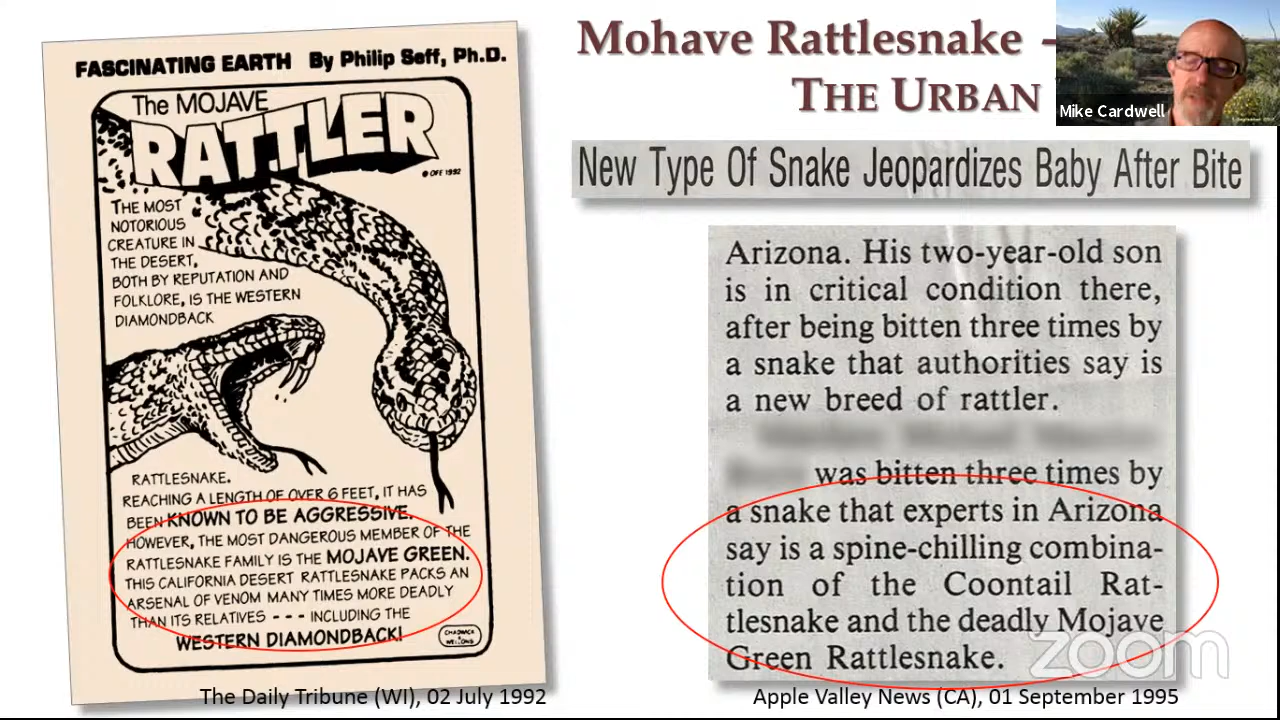 Mohave Rattlesnake –
THE URBAN
Mike Cardwell
FASCINATING EARTH By Philip Seff, Ph.D.
The MOJAVE
RATTLER
© OFE 1992
THE MOST
NOTORIOUS
CREATURE IN
THE DESERT,
BOTH BY REPUTATION AND
FOLKLORE, IS THE WESTERN
DIAMONDBACK
RATTLESNAKE.
REACHING A LENGTH OF OVER 6 FEET, IT HAS
BEEN KNOWN TO BE AGGRESSIVE.
HOWEVER, THE MOST DANGEROUS MEMBER OF THE
RATTLESNAKE FAMILY IS THE MOJAVE GREEN.
THIS CALIFORNIA DESERT RATTLESNAKE PACKS AN
ARSENAL OF VENOM MANY TIMES MORE DEADLY
THAN ITS RELATIVES --- INCLUDING THE
WESTERN DIAMONDBACK!
The Daily Tribune (WI), 02 July 1992
New Type Of Snake Jeopardizes Baby After Bite
Arizona. His two-year-old son
is in critical condition there,
after being bitten three times by
a snake that authorities say is
a new breed of rattler.
was bitten three times by
a snake that experts in Arizona
say is a spine-chilling combina-
tion of the Coontail Rat-
tlesnake and the deadly Mojave
Green Rattlesnake.
zoom
Apple Valley News (CA), 01 September 1995